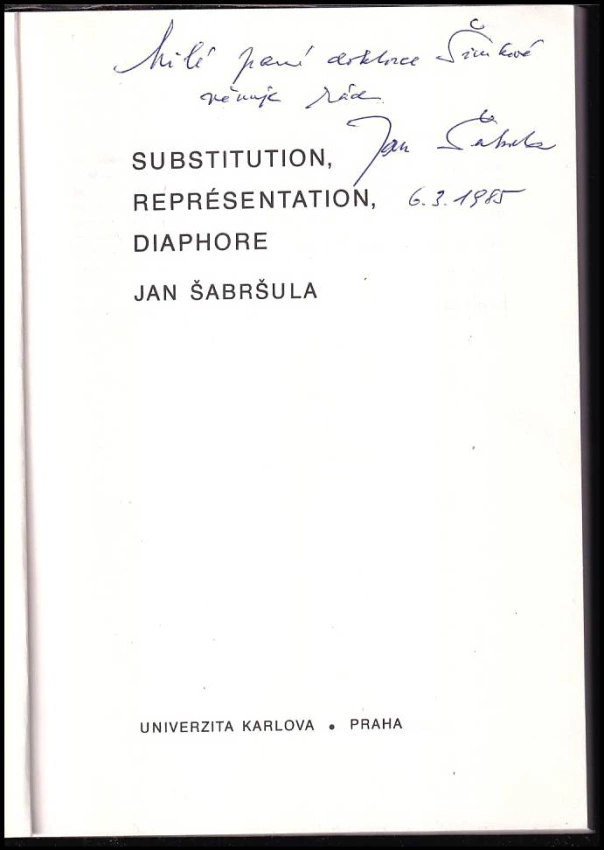 Milé paní doktorce Šimkové
věnuje rád
Jan Šabršula
6.3.1985
SUBSTITUTION,
REPRÉSENTATION,
DIAPHORE
JAN ŠABRŠULA
UNIVERZITA KARLOVA • PRAHA